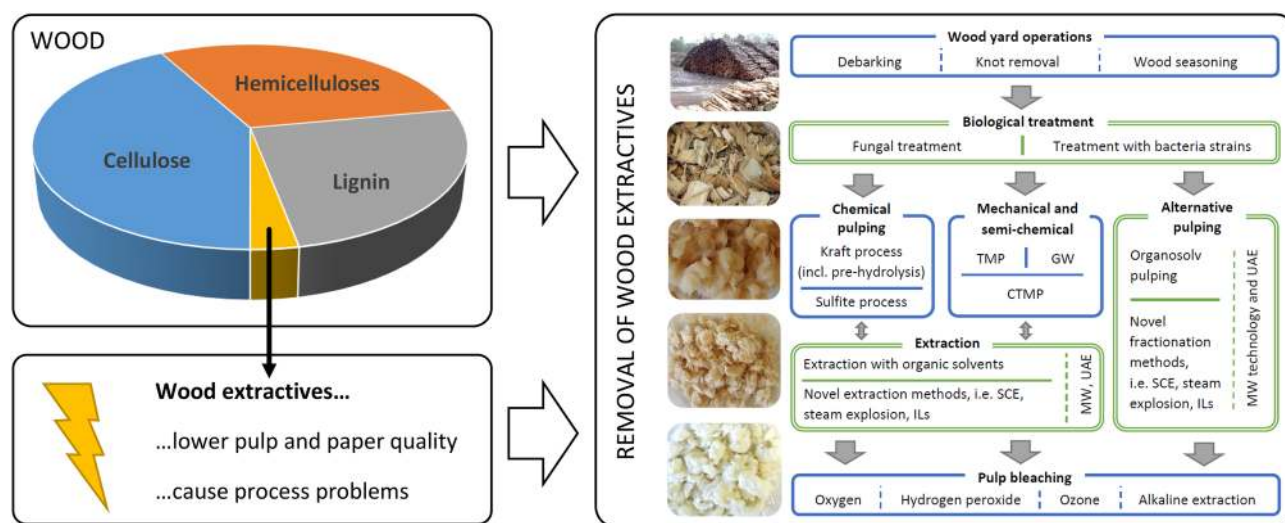 WOOD
Hemicelluloses
Cellulose
Lignin
Wood extractives...
...lower pulp and paper quality
...cause process problems
REMOVAL OF WOOD EXTRACTIVES
Wood yard operations
Debarking
Knot removal
Wood seasoning
Biological treatment
Fungal treatment
Treatment with bacteria strains
Chemical
pulping
Kraft process
(incl. pre-hydrolysis)
Sulfite process
Mechanical and
semi-chemical
TMP
GW
CTMP
Alternative
pulping
Organosolv
pulping
Novel
fractionation
methods,
i.e. SCE, steam
explosion, ILs
MW technology and UAE
Extraction
Extraction with organic solvents
Novel extraction methods, i.e. SCE,
steam explosion, ILs
MW, UAE
Pulp bleaching
Oxygen
Hydrogen peroxide
Ozone
Alkaline extraction